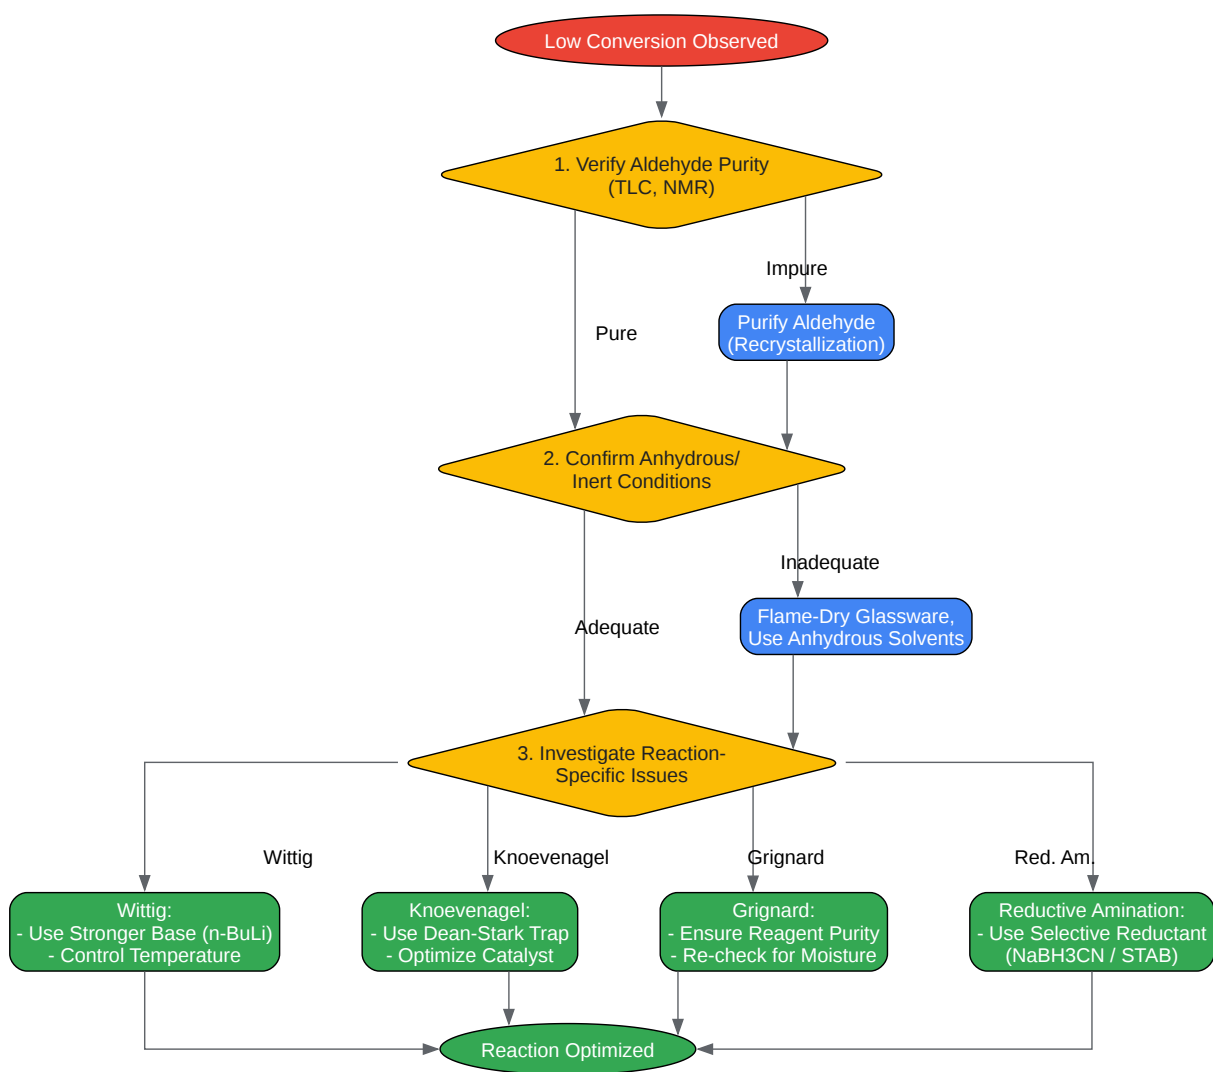 Low Conversion Observed
1. Verify Aldehyde Purity
(TLC, NMR)
Impure
Purify Aldehyde
(Recrystallization)
Pure
2. Confirm Anhydrous/
Inert Conditions
Inadequate
Flame-Dry Glassware,
Use Anhydrous Solvents
Adequate
3. Investigate Reaction-
Specific Issues
Wittig
Knoevenagel
Grignard
Red. Am.
Wittig:
- Use Stronger Base (n-BuLi)
- Control Temperature
Knoevenagel:
- Use Dean-Stark Trap
- Optimize Catalyst
Grignard:
- Ensure Reagent Purity
- Re-check for Moisture
Reductive Amination:
- Use Selective Reductant
(NaBH3CN / STAB)
Reaction Optimized